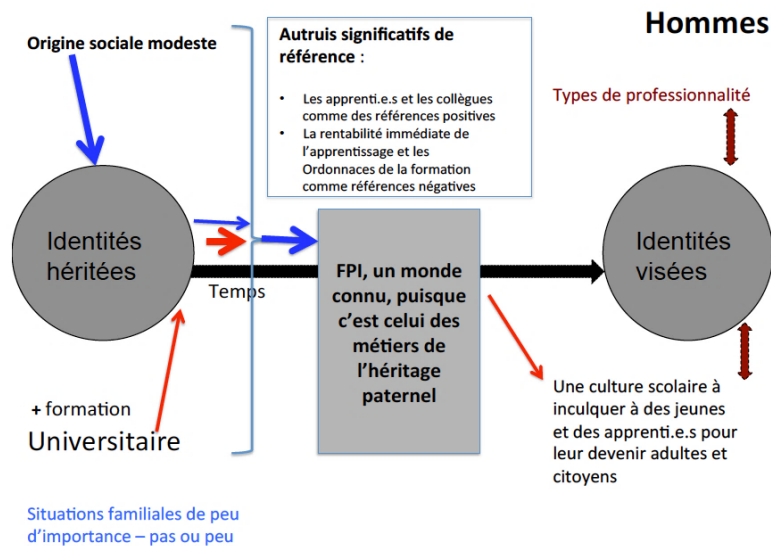 Hommes
Origine sociale modeste
Autruis significatifs de
référence :
• Les apprenti.e.s et les collègues
comme des références positives
• La rentabilité immédiate de
l'apprentissage et les
Ordonnaces de la formation
comme références négatives
Types de professionnalité
Identités
héritées
Temps
FPI, un monde
connu, puisque
c'est celui des
métiers de
l'héritage
paternel
Identités
visées
+ formation
Universitaire
Une culture scolaire à
inculquer à des jeunes
et des apprenti.e.s pour
leur devenir adultes et
citoyens
Situations familiales de peu
d'importance – pas ou peu